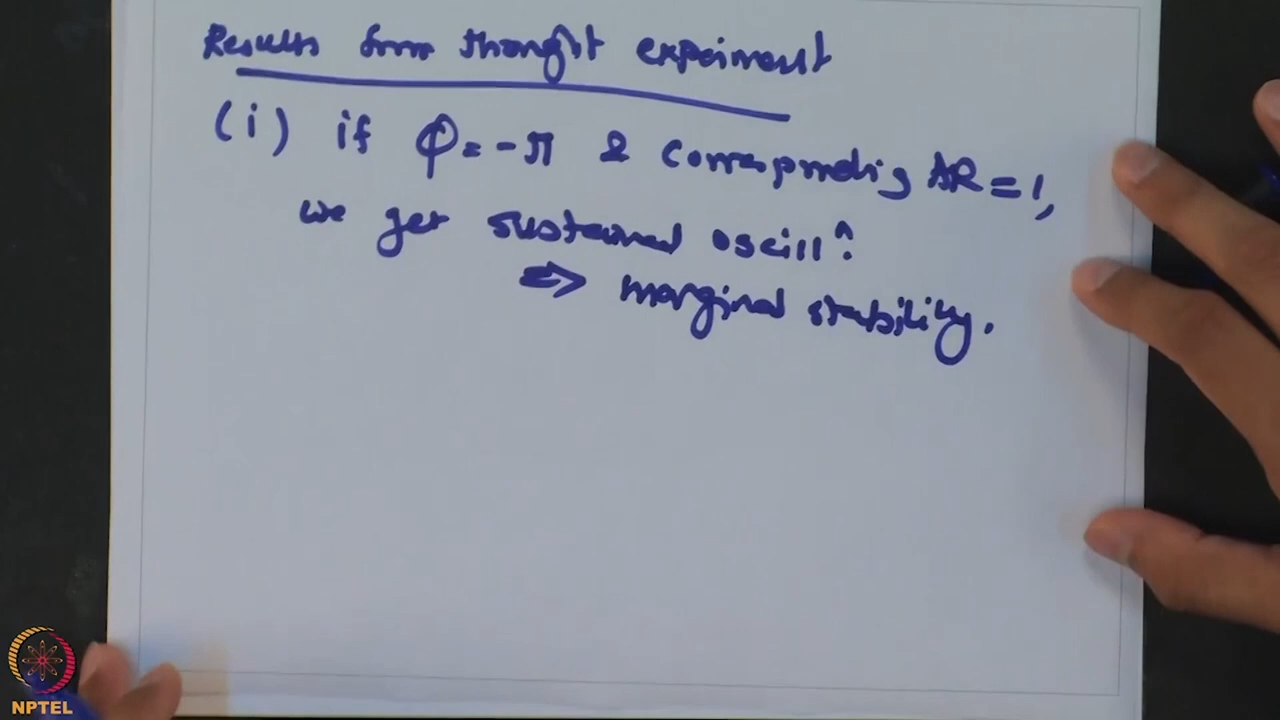 Results from thought experiment
(i) if φ = -π & corresponding AR = 1,
we get sustained oscill^n
=> marginal stability.
NPTEL